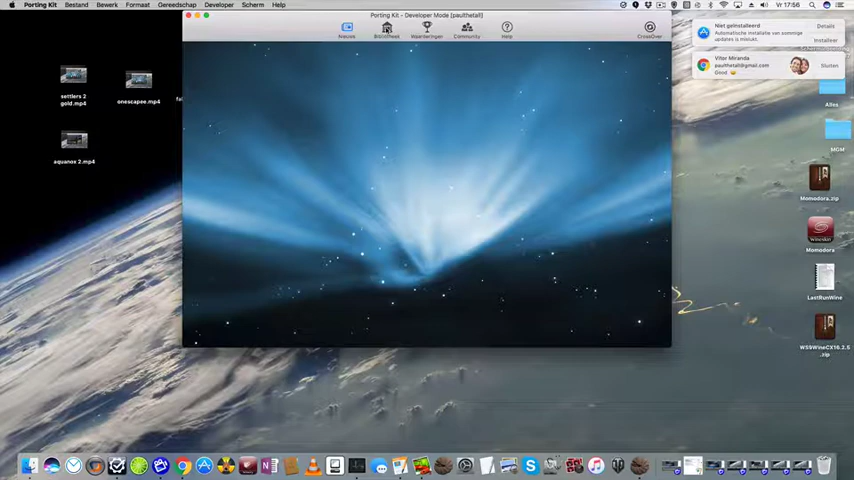 Porting Kit Bestand Bewerk Gereedschap Developer Scherm Help Vr 17:56
Porting Kit - Developer Mode [paulthetall]
Nieuws Bibliotheek Waarderingen Community Help CrossOver
Niet geïnstalleerd
Automatische installatie van sommige updates is mislukt.
Details
Installeer
Vitor Miranda
paulthetall@gmail.com
Good.
Sluiten
settlers 2
gold.mp4
onescapee.mp4
aquanox 2.mp4
Alles
MGM
Momodora.zip
Momodora
LastRunWine
WS9WineCX16.2.5
.zip